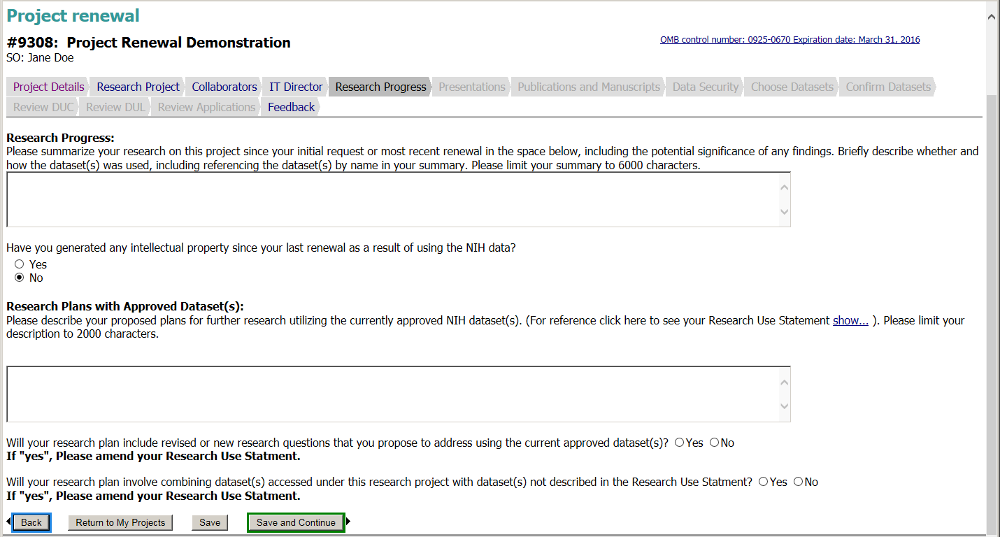 Project renewal
#9308:  Project Renewal Demonstration
OMB control number: 0925-0670 Expiration date: March 31, 2016
SO: Jane Doe
Project Details Research Project Collaborators IT Director Research Progress Presentations Publications and Manuscripts Data Security Choose Datasets Confirm Datasets
Review DUC Review DUL Review Applications Feedback
Research Progress:
Please summarize your research on this project since your initial request or most recent renewal in the space below, including the potential significance of any findings. Briefly describe whether and
how the dataset(s) was used, including referencing the dataset(s) by name in your summary. Please limit your summary to 6000 characters.
Have you generated any intellectual property since your last renewal as a result of using the NIH data?
Yes
No
Research Plans with Approved Dataset(s):
Please describe your proposed plans for further research utilizing the currently approved NIH dataset(s). (For reference click here to see your Research Use Statement show... ). Please limit your
description to 2000 characters.
Will your research plan include revised or new research questions that you propose to address using the current approved dataset(s)? Yes No
If "yes", Please amend your Research Use Statment.
Will your research plan involve combining dataset(s) accessed under this research project with dataset(s) not described in the Research Use Statment? Yes No
If "yes", Please amend your Research Use Statment.
Back Return to My Projects Save Save and Continue